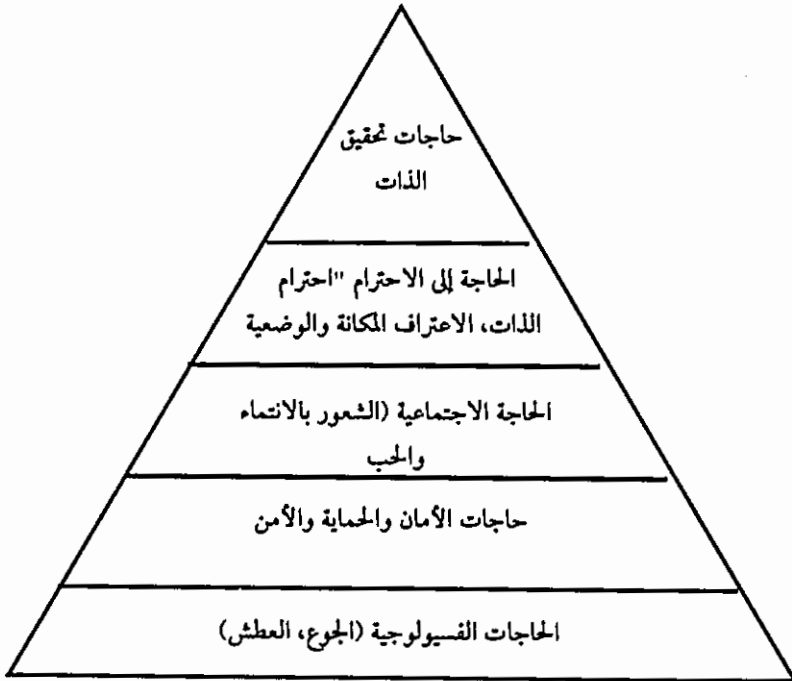 حاجات تحقيق
الذات
الحاجة إلى الاحترام "احترام
الذات، الاعتراف المكانة والوضعية
الحاجة الاجتماعية (الشعور بالانتماء
والحب
حاجات الأمان والحماية والأمن
الحاجات الفسيولوجية (الجوع، العطش)